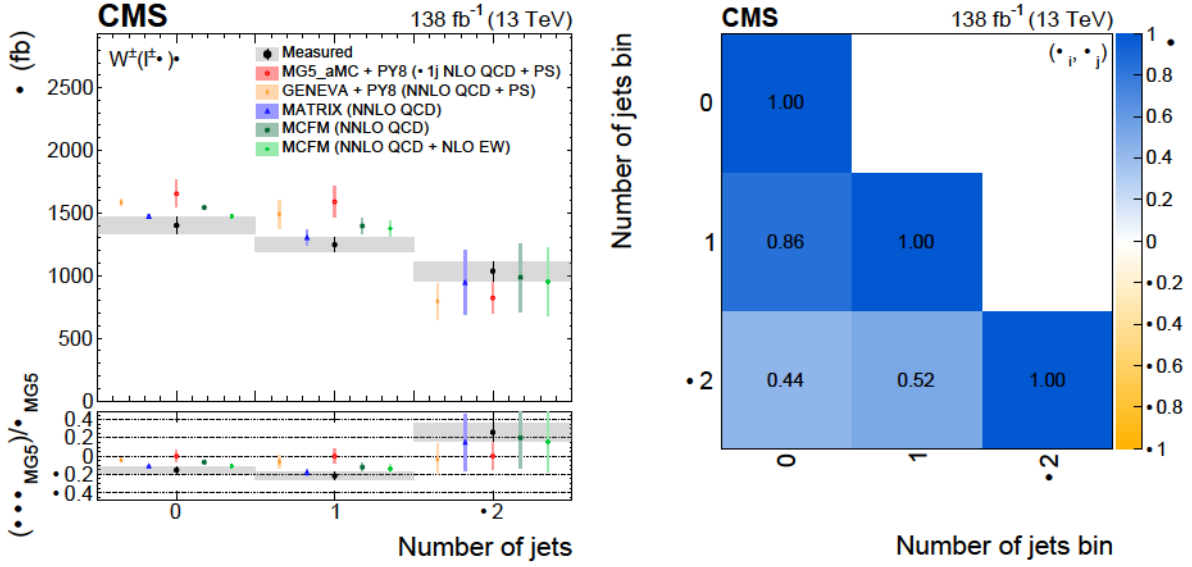 CMS
138 fb-1 (13 TeV)
W±(l±•)•
Measured
MG5_aMC + PY8 (• 1j NLO QCD + PS)
GENEVA + PY8 (NNLO QCD + PS)
MATRIX (NNLO QCD)
MCFM (NNLO QCD)
MCFM (NNLO QCD + NLO EW)
• (fb)
2500
2000
1500
1000
500
0
(•••MG5)/•MG5
0.4
0.2
0
•0.2
•0.4
0
1
•2
Number of jets
CMS
138 fb-1 (13 TeV)
(•i, •j)
Number of jets bin
0
1
•2
1.00
0.86
1.00
0.44
0.52
1.00
0
1
•2
Number of jets bin
1
0.8
0.6
0.4
0.2
0
•0.2
•0.4
•0.6
•0.8
•1
•